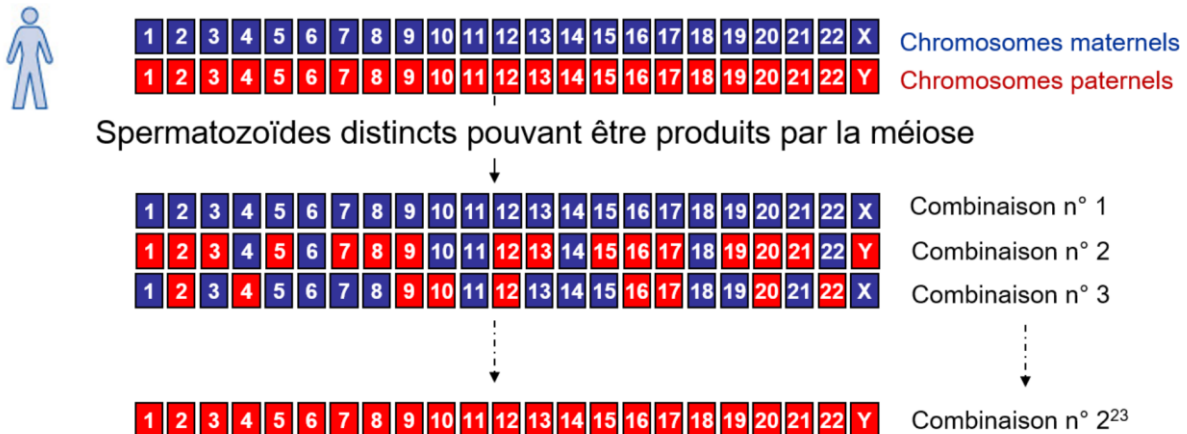 1 2 3 4 5 6 7 8 9 10 11 12 13 14 15 16 17 18 19 20 21 22 X Chromosomes maternels
1 2 3 4 5 6 7 8 9 10 11 12 13 14 15 16 17 18 19 20 21 22 Y Chromosomes paternels
Spermatozoïdes distincts pouvant être produits par la méiose
1 2 3 4 5 6 7 8 9 10 11 12 13 14 15 16 17 18 19 20 21 22 X Combinaison n° 1
1 2 3 4 5 6 7 8 9 10 11 12 13 14 15 16 17 18 19 20 21 22 Y Combinaison n° 2
1 2 3 4 5 6 7 8 9 10 11 12 13 14 15 16 17 18 19 20 21 22 X Combinaison n° 3
1 2 3 4 5 6 7 8 9 10 11 12 13 14 15 16 17 18 19 20 21 22 Y Combinaison n° 2²³